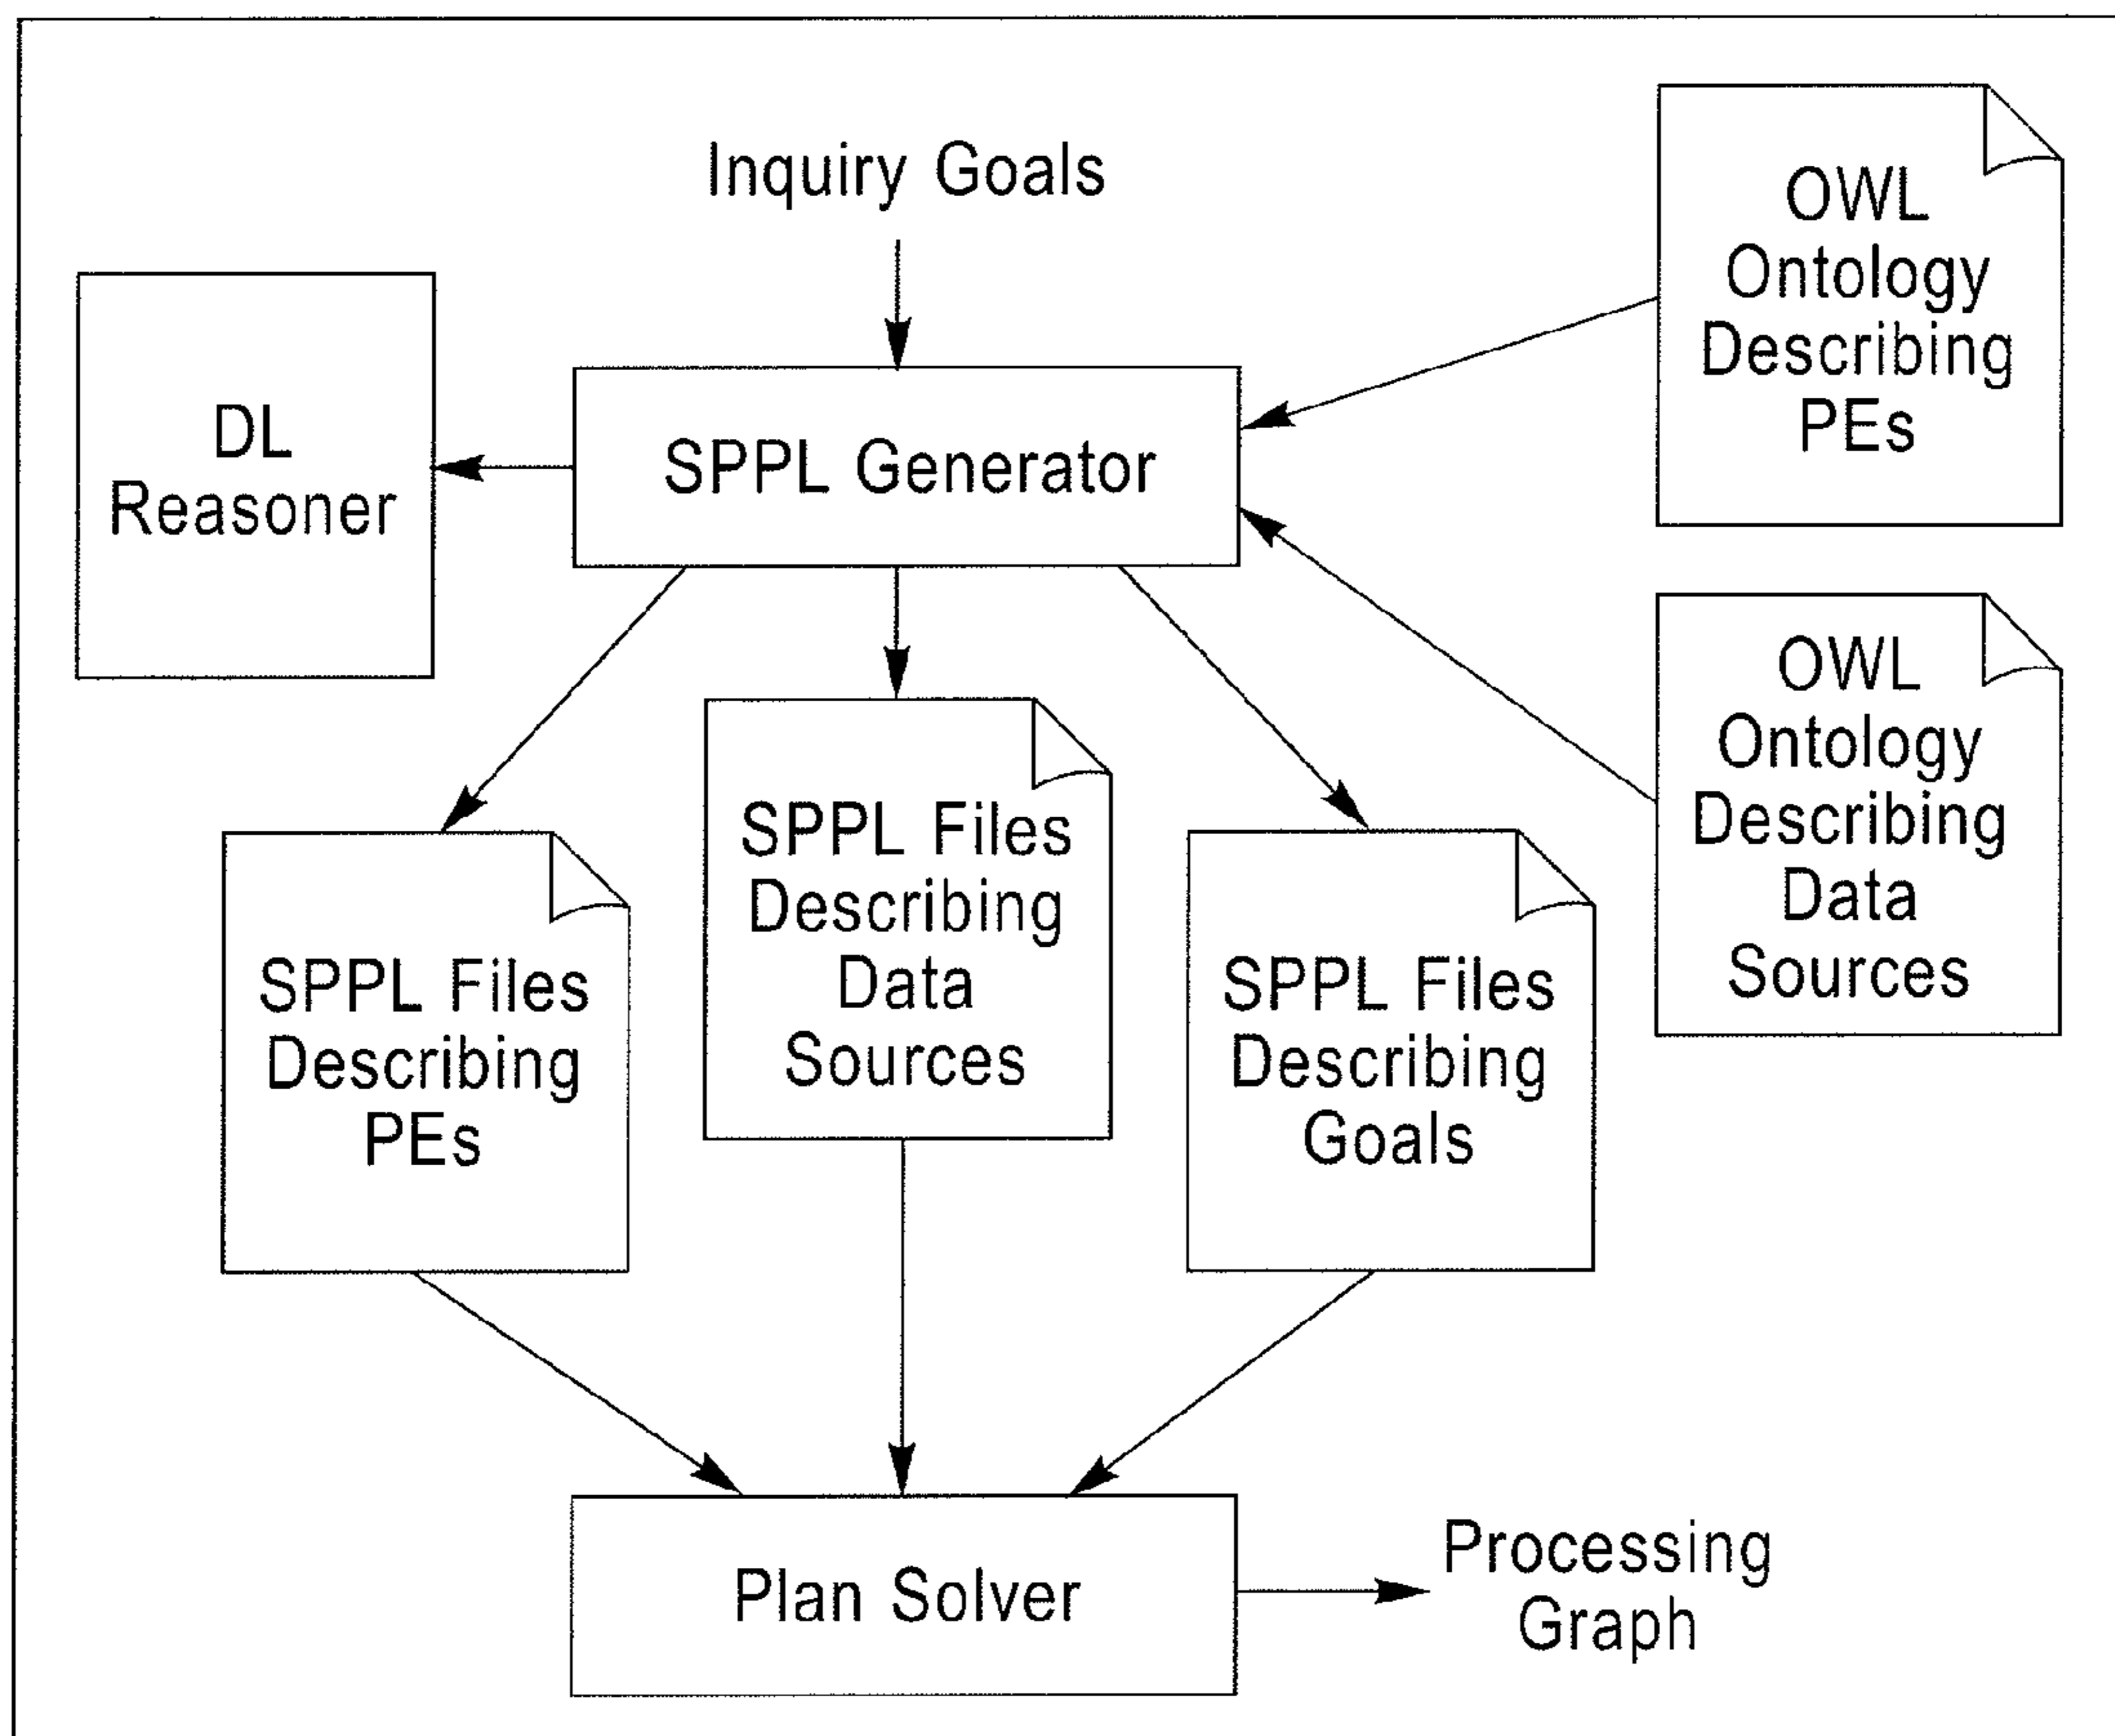 Inquiry Goals
OWL
Ontology
Describing
PEs
DL
Reasoner
SPPL Generator
OWL
Ontology
Describing
Data
Sources
SPPL Files
Describing
PEs
SPPL Files
Describing
Data
Sources
SPPL Files
Describing
Goals
Plan Solver
Processing
Graph